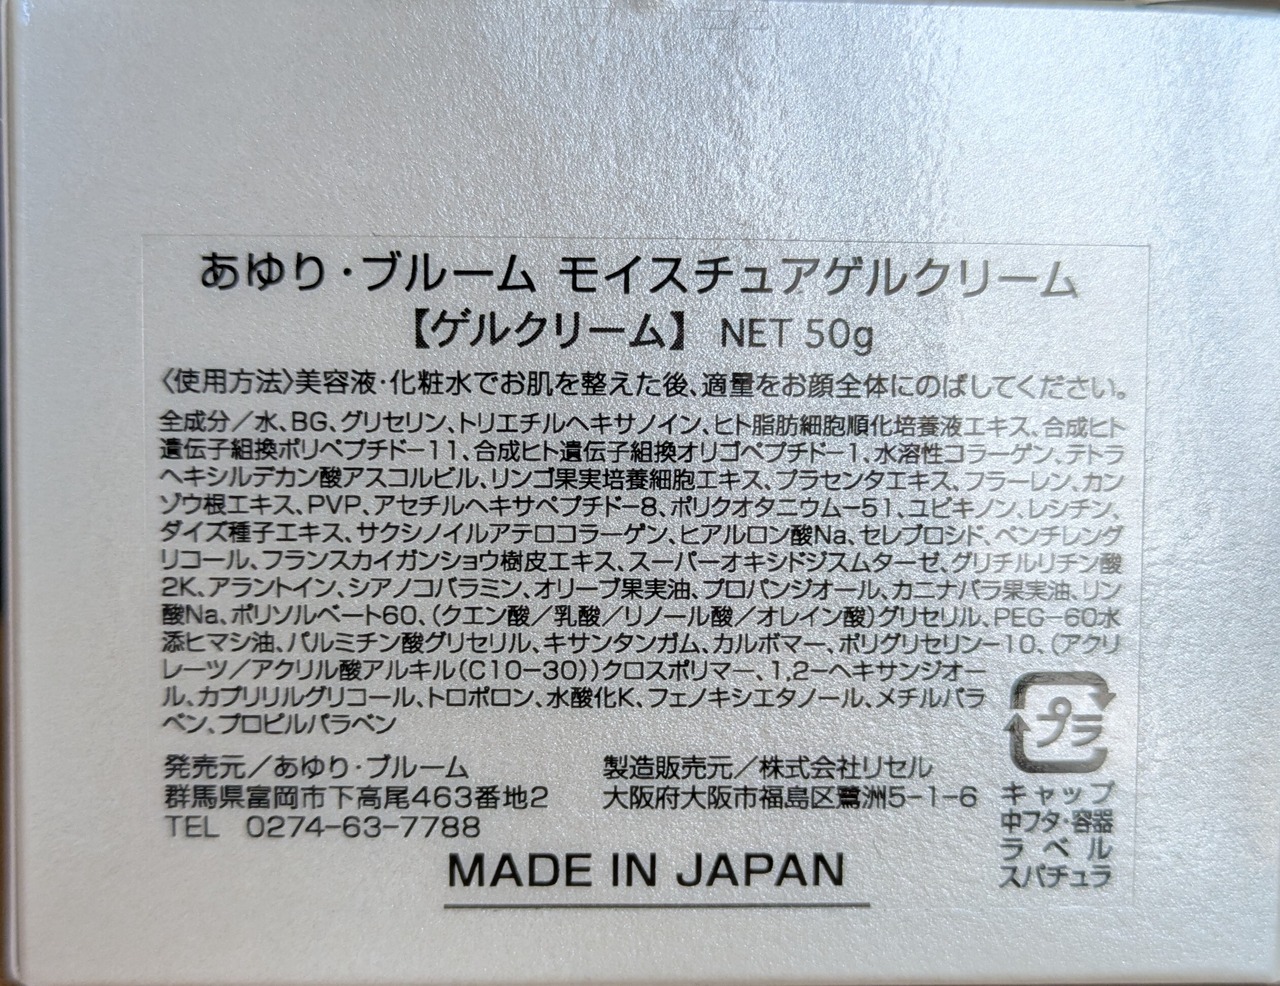 あゆり・ブルーム モイスチュアゲルクリーム
【ゲルクリーム】 NET 50g
〈使用方法〉美容液・化粧水でお肌を整えた後、適量をお顔全体にのばしてください。
全成分／水、BG、グリセリン、トリエチルヘキサノイン、ヒト脂肪細胞順化培養液エキス、合成ヒト
遺伝子組換ポリペプチド−11、合成ヒト遺伝子組換オリゴペプチド−1、水溶性コラーゲン、テトラ
ヘキシルデカン酸アスコルビル、リンゴ果実培養細胞エキス、プラセンタエキス、フラーレン、カン
ゾウ根エキス、PVP、アセチルヘキサペプチド−8、ポリクオタニウム−51、ユビキノン、レシチン、
ダイズ種子エキス、サクシノイルアテロコラーゲン、ヒアルロン酸Na、セレブロシド、ペンチレング
リコール、フランスカイガンショウ樹皮エキス、スーパーオキシドジスムターゼ、グリチルリチン酸
2K、アラントイン、シアノコバラミン、オリーブ果実油、プロパンジオール、カニナバラ果実油、リン
酸Na、ポリソルベート60、(クエン酸／乳酸／リノール酸／オレイン酸)グリセリル、PEG−60水
添ヒマシ油、パルミチン酸グリセリル、キサンタンガム、カルボマー、ポリグリセリン−10、(アクリ
レーツ／アクリル酸アルキル(C10−30))クロスポリマー、1,2−ヘキサンジオー
ル、カプリリルグリコール、トロポロン、水酸化K、フェノキシエタノール、メチルパラ
ベン、プロピルパラベン
発売元／あゆり・ブルーム
群馬県富岡市下高尾463番地2
TEL 0274−63−7788
製造販売元／株式会社リセル
大阪府大阪市福島区鷺洲5−1−6
MADE IN JAPAN
プラ
キャップ
中フタ・容器
ラベル
スパチュラ